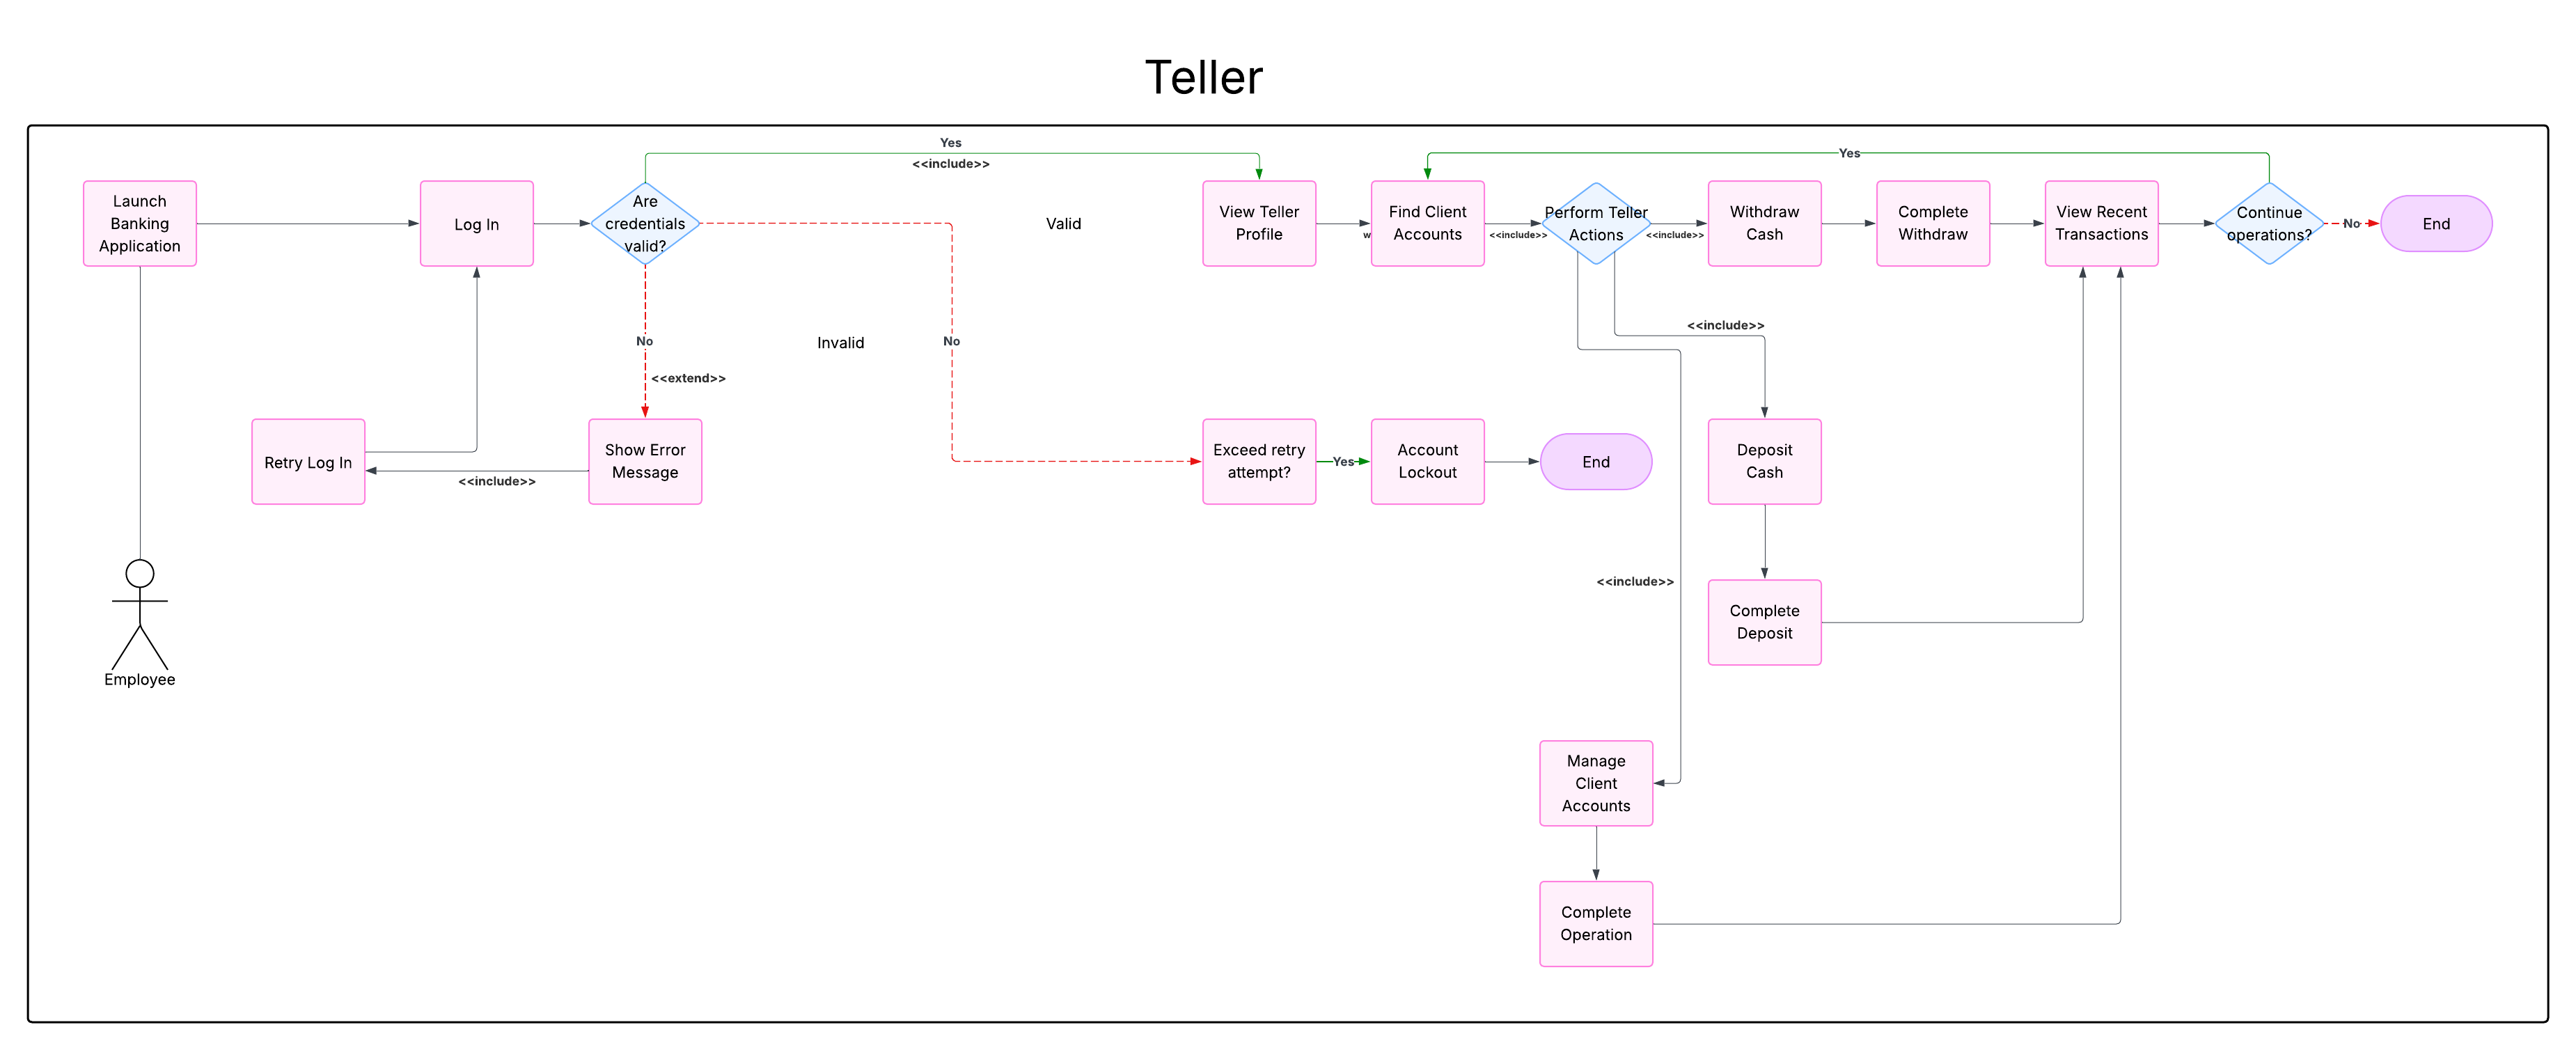 Teller
Yes
<<include>>
Yes
Launch
Banking
Application
Log In
Are
credentials
valid?
Valid
View Teller
Profile
w
Find Client
Accounts
<<include>>
Perform Teller
Actions
<<include>>
Withdraw
Cash
Complete
Withdraw
View Recent
Transactions
Continue
operations?
No
End
No
Invalid
No
<<include>>
<<extend>>
Retry Log In
<<include>>
Show Error
Message
Exceed retry
attempt?
Yes
Account
Lockout
End
Deposit
Cash
<<include>>
Complete
Deposit
Employee
Manage
Client
Accounts
Complete
Operation